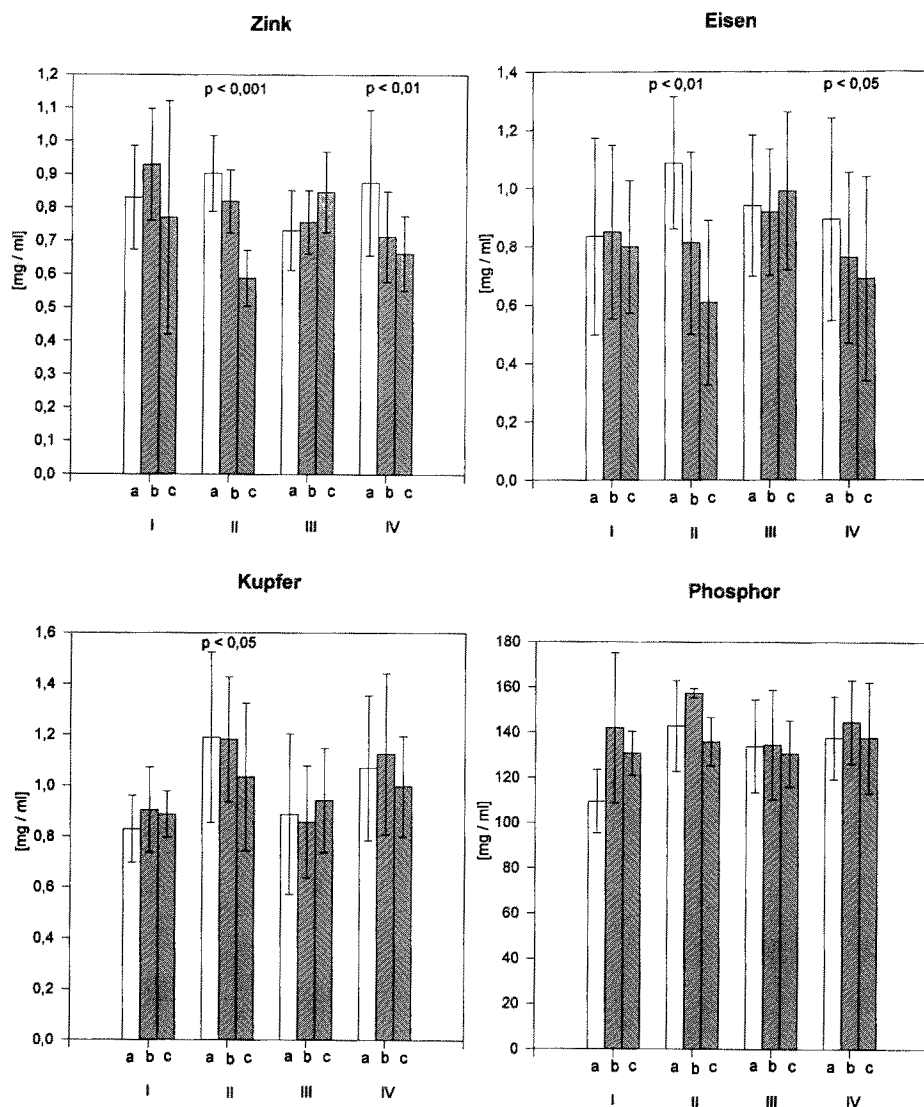 Zink
p < 0,001
p < 0,01
[mg / ml]
1,2
1,1
1,0
0,9
0,8
0,7
0,6
0,5
0,4
0,3
0,2
0,1
0,0
a b c a b c a b c a b c
I II III IV
Eisen
p < 0,01
p < 0,05
[mg / ml]
1.4
1,2
1,0
0,8
0,6
0,4
0,2
0,0
a b c a b c a b c a b c
I II III IV
Kupfer
p < 0,05
[mg / ml]
1,6
1,4
1,2
1,0
0,8
0,6
0,4
0,2
0,0
a b c a b c a b c a b c
I II III IV
Phosphor
[mg / ml]
180
160
140
120
100
80
60
40
20
0
a b c a b c a b c a b c
I II III IV